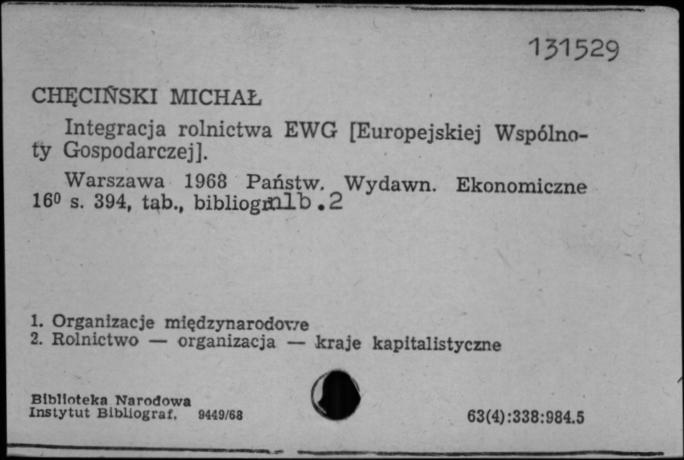 131529
CHĘCIŃSKI MICHAŁ
Integracja rolnictwa EWG [Europejskiej Wspólno-
ty Gospodarczej].
Warszawa 1968 Państw. Wydawn. Ekonomiczne
16⁰ s. 394, tab., bibliogr. nlb.2
1. Organizacje międzynarodowe
2. Rolnictwo — organizacja — kraje kapitalistyczne
Biblioteka Narodowa
Instytut Bibliograf. 9449/68
63(4):338:984.5